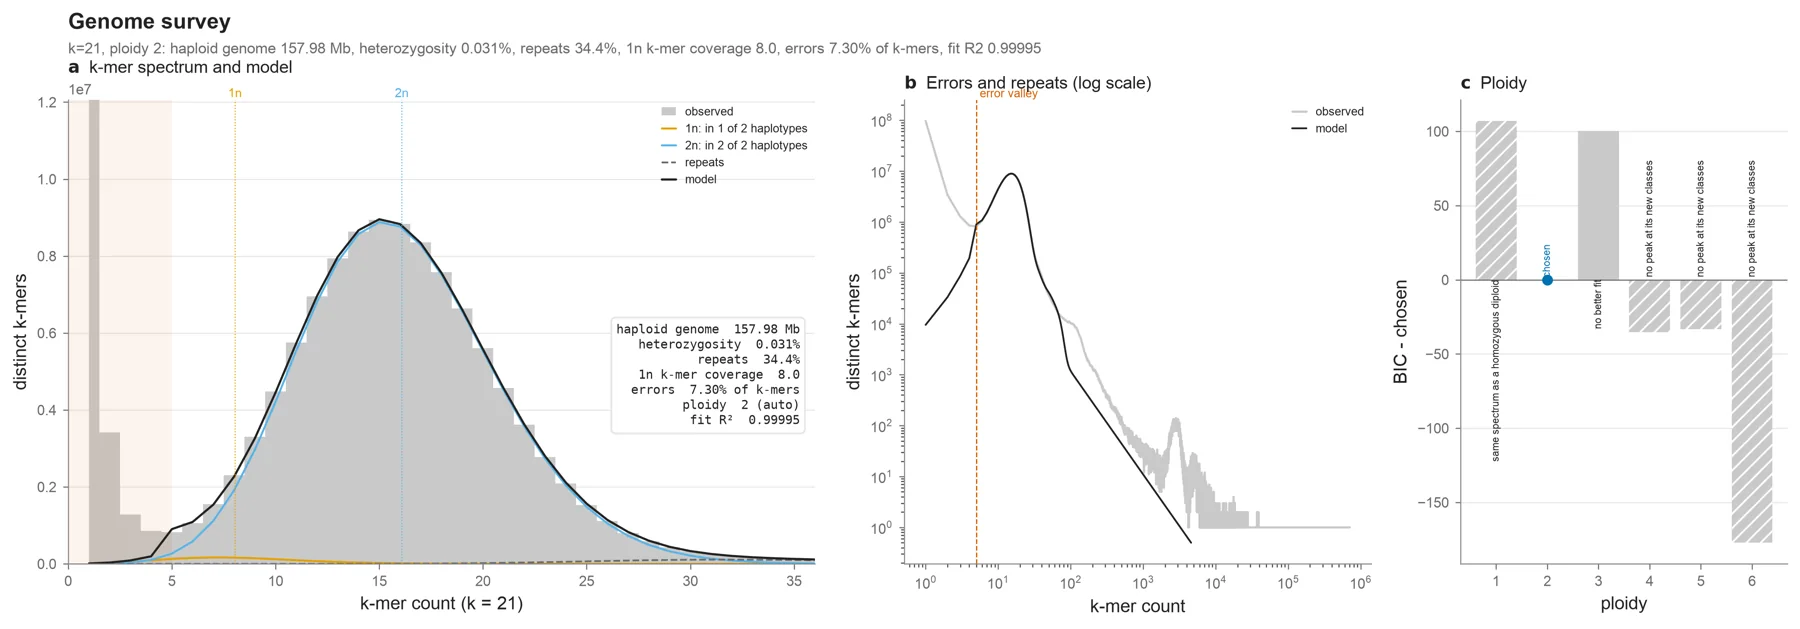 Genome survey
k=21, ploidy 2: haploid genome 157.98 Mb, heterozygosity 0.031%, repeats 34.4%, 1n k-mer coverage 8.0, errors 7.30% of k-mers, fit R2 0.99995
a k-mer spectrum and model
1e7
1n
2n
1.2
1.0
0.8
0.6
0.4
0.2
0.0
distinct k-mers
0 5 10 15 20 25 30 35
k-mer count (k = 21)
observed
1n: in 1 of 2 haplotypes
2n: in 2 of 2 haplotypes
repeats
model
haploid genome 157.98 Mb
heterozygosity 0.031%
repeats 34.4%
1n k-mer coverage 8.0
errors 7.30% of k-mers
ploidy 2 (auto)
fit R² 0.99995
b Errors and repeats (log scale)
error valley
observed
model
10⁸
10⁷
10⁶
10⁵
10⁴
10³
10²
10¹
10⁰
distinct k-mers
10⁰ 10¹ 10² 10³ 10⁴ 10⁵ 10⁶
k-mer count
c Ploidy
100
50
0
−50
−100
−150
BIC - chosen
same spectrum as a homozygous diploid
chosen
no better fit
no peak at its new classes
no peak at its new classes
no peak at its new classes
1 2 3 4 5 6
ploidy